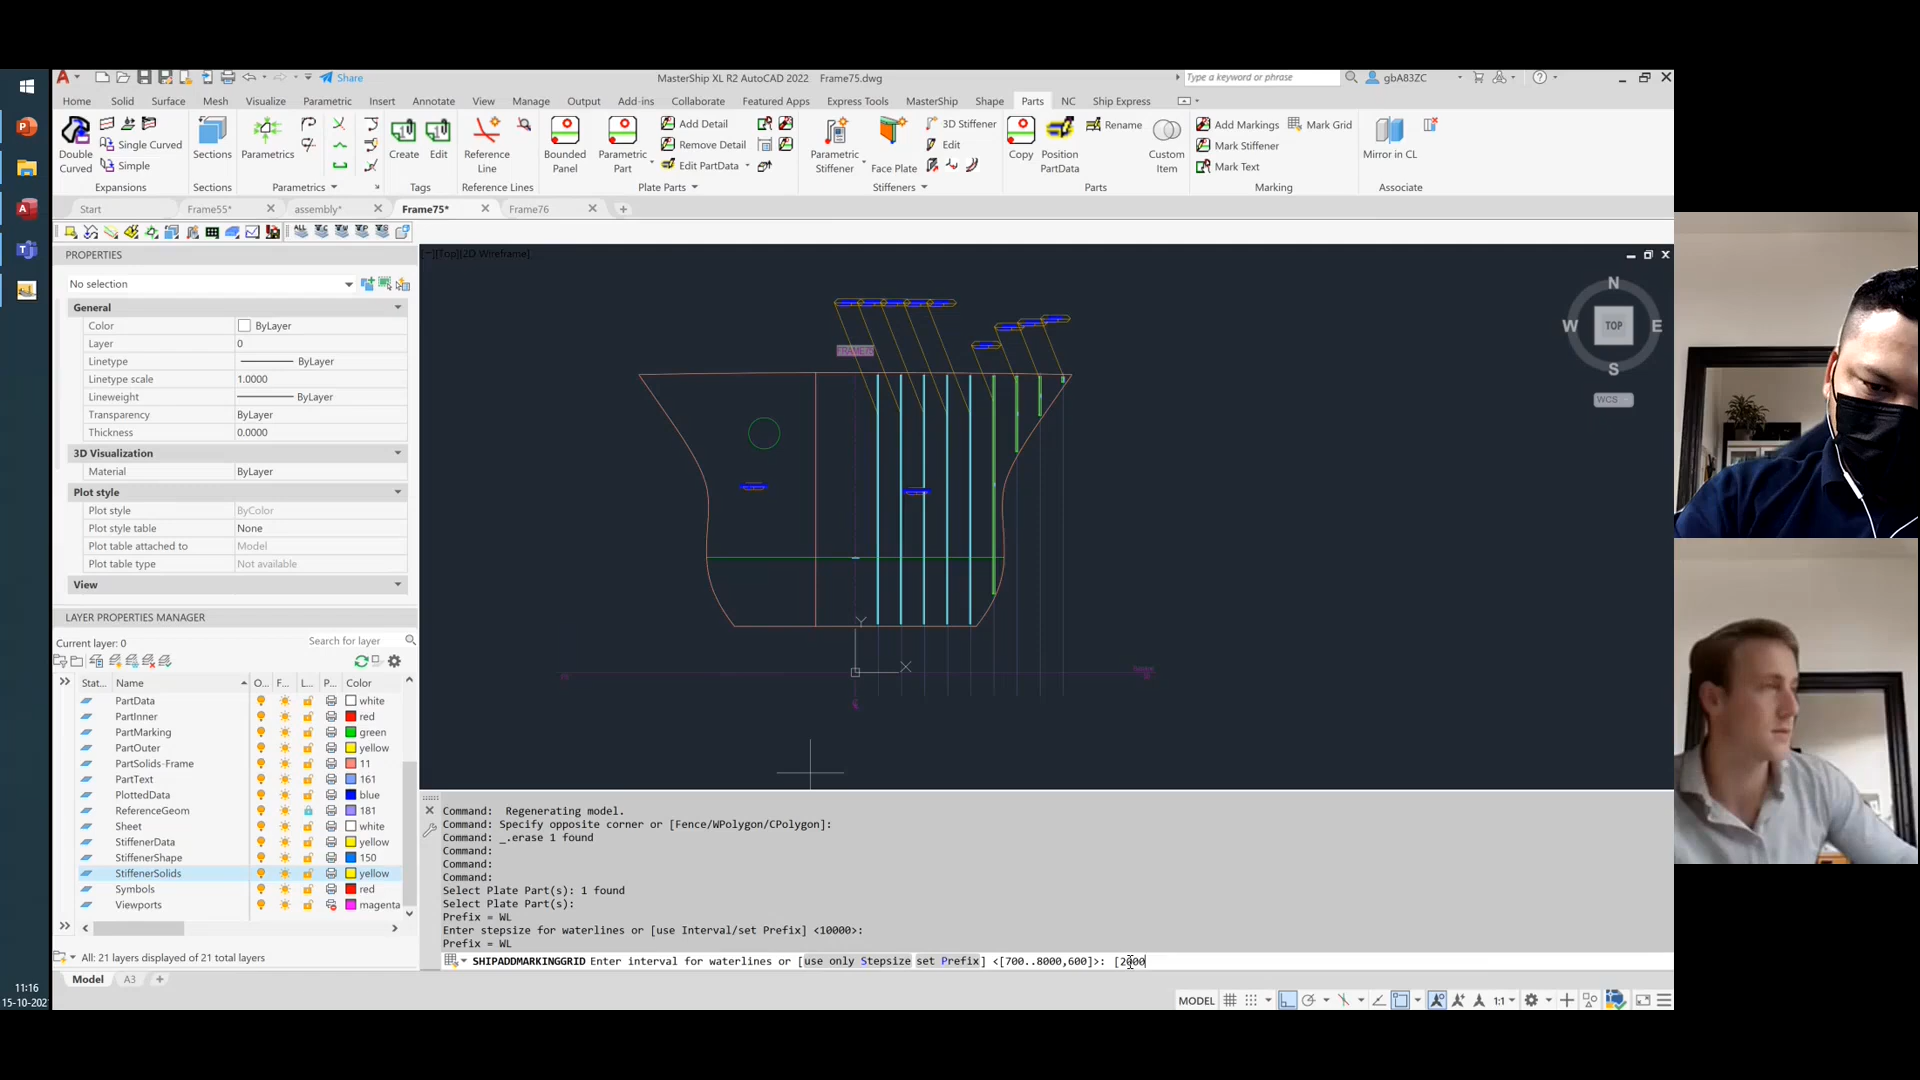 Share
MasterShip XL R2 AutoCAD 2022 Frame75.dwg
Type a keyword or phrase
gbA83ZC
Home Solid Surface Mesh Visualize Parametric Insert Annotate View Manage Output Add-ins Collaborate Featured Apps Express Tools MasterShip Shape Parts NC Ship Express
Double Curved
Single Curved
Simple
Expansions
Sections
Sections
Parametrics
Parametrics
Create
Edit
Tags
Reference Line
Reference Lines
Bounded Panel
Parametric Part
Add Detail
Remove Detail
Edit PartData
Plate Parts
Parametric Stiffener
Face Plate
3D Stiffener
Edit
Stiffeners
Copy
Position PartData
Rename
Custom Item
Parts
Add Markings
Mark Grid
Mark Stiffener
Mark Text
Marking
Mirror in CL
Associate
Start Frame55* assembly* Frame75* Frame76
PROPERTIES
No selection
General
Color ByLayer
Layer 0
Linetype ByLayer
Linetype scale 1.0000
Lineweight ByLayer
Transparency ByLayer
Thickness 0.0000
3D Visualization
Material ByLayer
Plot style
Plot style ByColor
Plot style table None
Plot table attached to Model
Plot table type Not available
View
LAYER PROPERTIES MANAGER
Current layer: 0
Search for layer
Stat... Name O... F... L... P... Color
PartData white
PartInner red
PartMarking green
PartOuter yellow
PartSolids-Frame 11
PartText 161
PlottedData blue
ReferenceGeom 181
Sheet white
StiffenerData yellow
StiffenerShape 150
StiffenerSolids yellow
Symbols red
Viewports magenta
All: 21 layers displayed of 21 total layers
Model A3
[−][Top][2D Wireframe]
FRAME75
Y
X
N
W TOP E
S
WCS
Command: Regenerating model.
Command: Specify opposite corner or [Fence/WPolygon/CPolygon]:
Command: _.erase 1 found
Command:
Command:
Command:
Select Plate Part(s): 1 found
Select Plate Part(s):
Prefix = WL
Enter stepsize for waterlines or [use Interval/set Prefix] <10000>:
Prefix = WL
SHIPADDMARKINGGRID Enter interval for waterlines or [use only Stepsize set Prefix] <[700..8000,600]>: [2000
MODEL
1:1
11:16
15-10-202